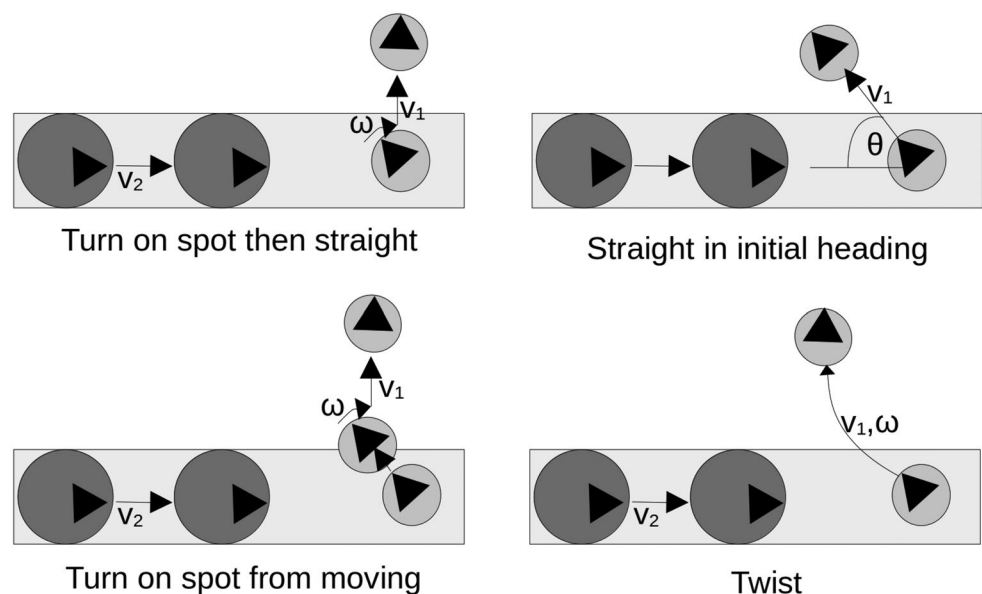 ω
v₁
v₂
Turn on spot then straight
v₁
θ
Straight in initial heading
ω
v₁
v₂
Turn on spot from moving
v₁,ω
v₂
Twist